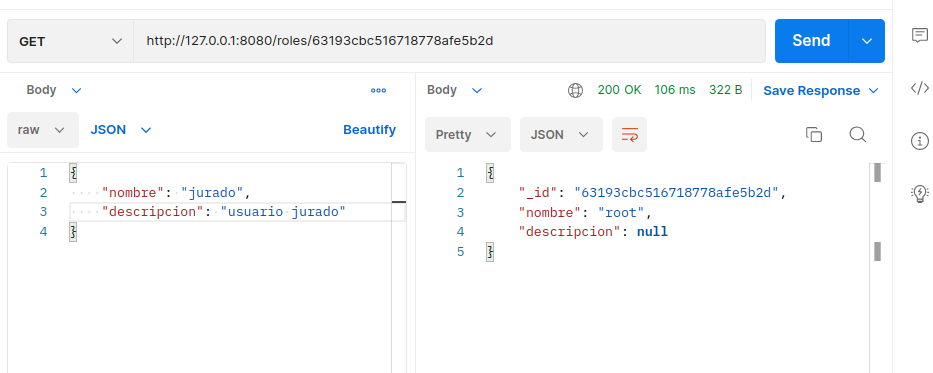 GET http://127.0.0.1:8080/roles/63193cbc516718778afe5b2d Send
Body
raw JSON Beautify
1 {
2 ····"nombre":·"jurado",
3 ····"descripcion":·"usuario·jurado"
4 }
Body 200 OK 106 ms 322 B Save Response
Pretty JSON
1 {
2 "_id": "63193cbc516718778afe5b2d",
3 "nombre": "root",
4 "descripcion": null
5 }